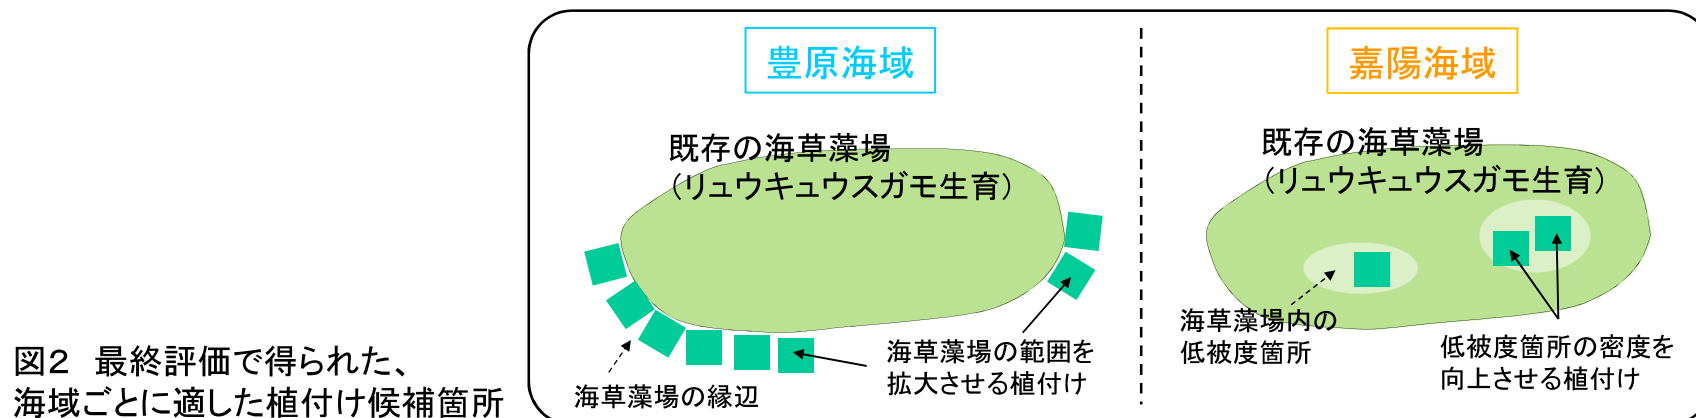 豊原海域
既存の海草藻場
（リュウキュウスガモ生育）
海草藻場の縁辺
海草藻場の範囲を
拡大させる植付け
嘉陽海域
既存の海草藻場
（リュウキュウスガモ生育）
海草藻場内の
低被度箇所
低被度箇所の密度を
向上させる植付け
図２　最終評価で得られた、
海域ごとに適した植付け候補箇所